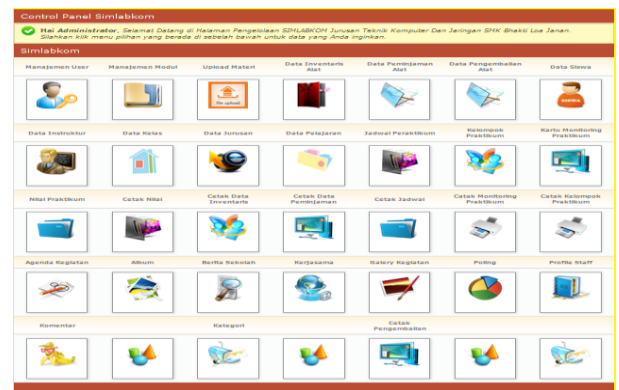 Control Panel Simlabkom
Hai Administrator, Selamat Datang di Halaman Pengelolaan SIMLABKOM Jurusan Teknik Komputer Dan Jaringan SMK Bhakti Loa Janan.
Silahkan klik menu pilihan yang berada di sebelah bawah untuk data yang Anda inginkan.
Simlabkom
Manajemen User
Manajemen Modul
Upload Materi
Data Inventaris
Alat
Data Peminjaman
Alat
Data Pengembalian
Alat
Data Siswa
file upload
SISWA
Data Instruktur
Data Kelas
Data Jurusan
Data Pelajaran
Jadwal Peraktikum
Kelompok
Praktikum
Kartu Monitoring
Praktikum
Nilai Praktikum
Cetak Nilai
Cetak Data
Inventaris
Cetak Data
Peminjaman
Cetak Jadwal
Cetak Monitoring
Praktikum
Cetak Kelompok
Praktikum
Agenda Kegiatan
Album
Berita Sekolah
Kerjasama
Galery Kegiatan
Poling
Profile Staff
Komentar
Kategori
Cetak
Pengembalian